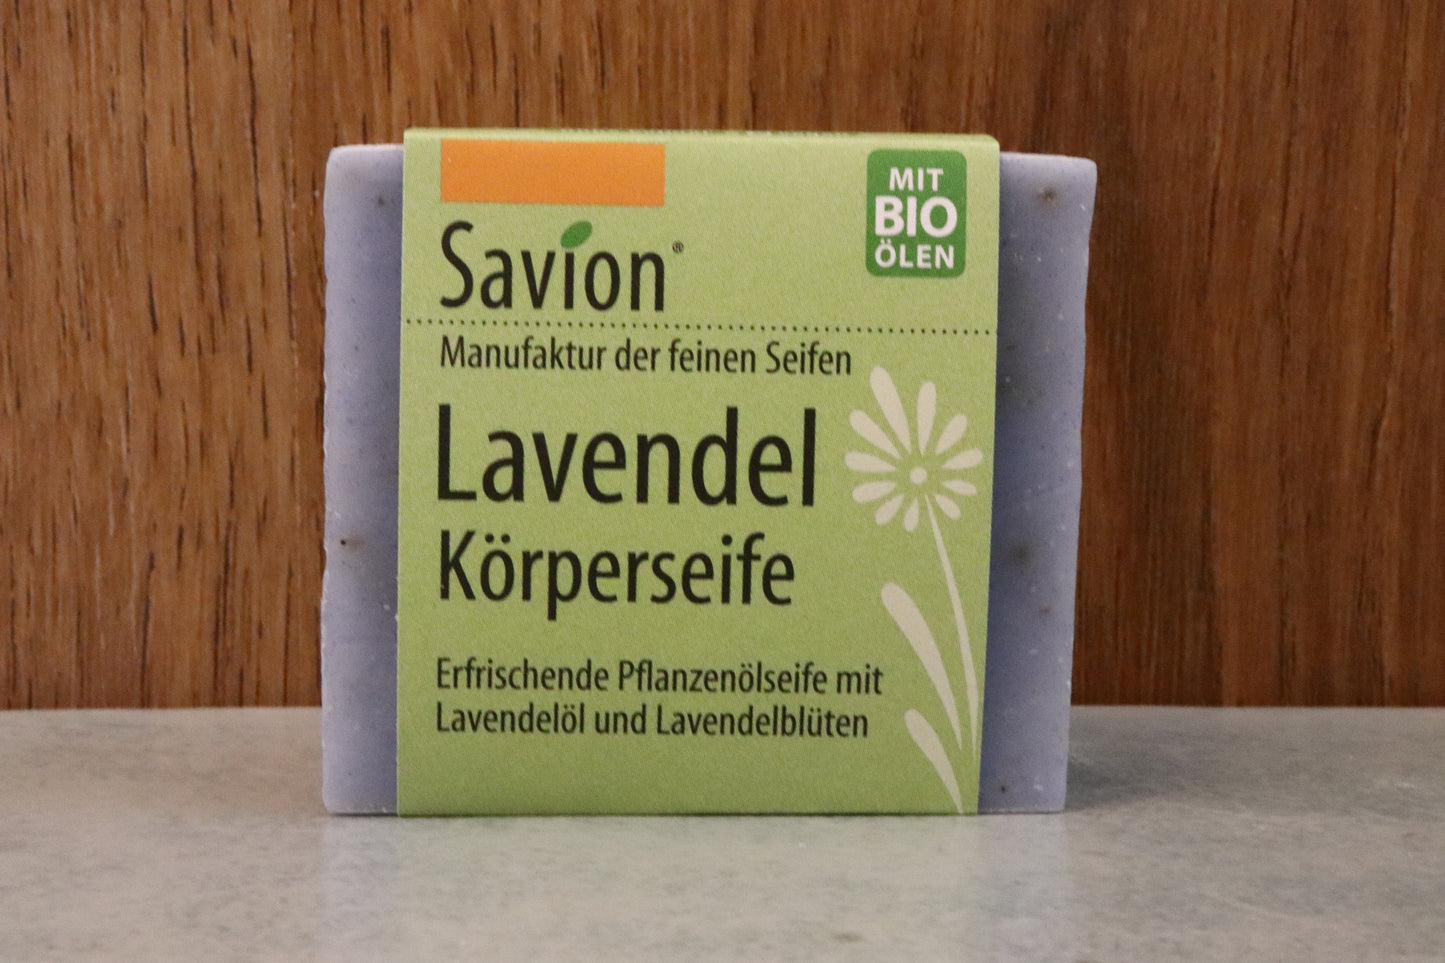 Savion®
MIT
BIO
ÖLEN
Manufaktur der feinen Seifen
Lavendel
Körperseife
Erfrischende Pflanzenölseife mit
Lavendelöl und Lavendelblüten